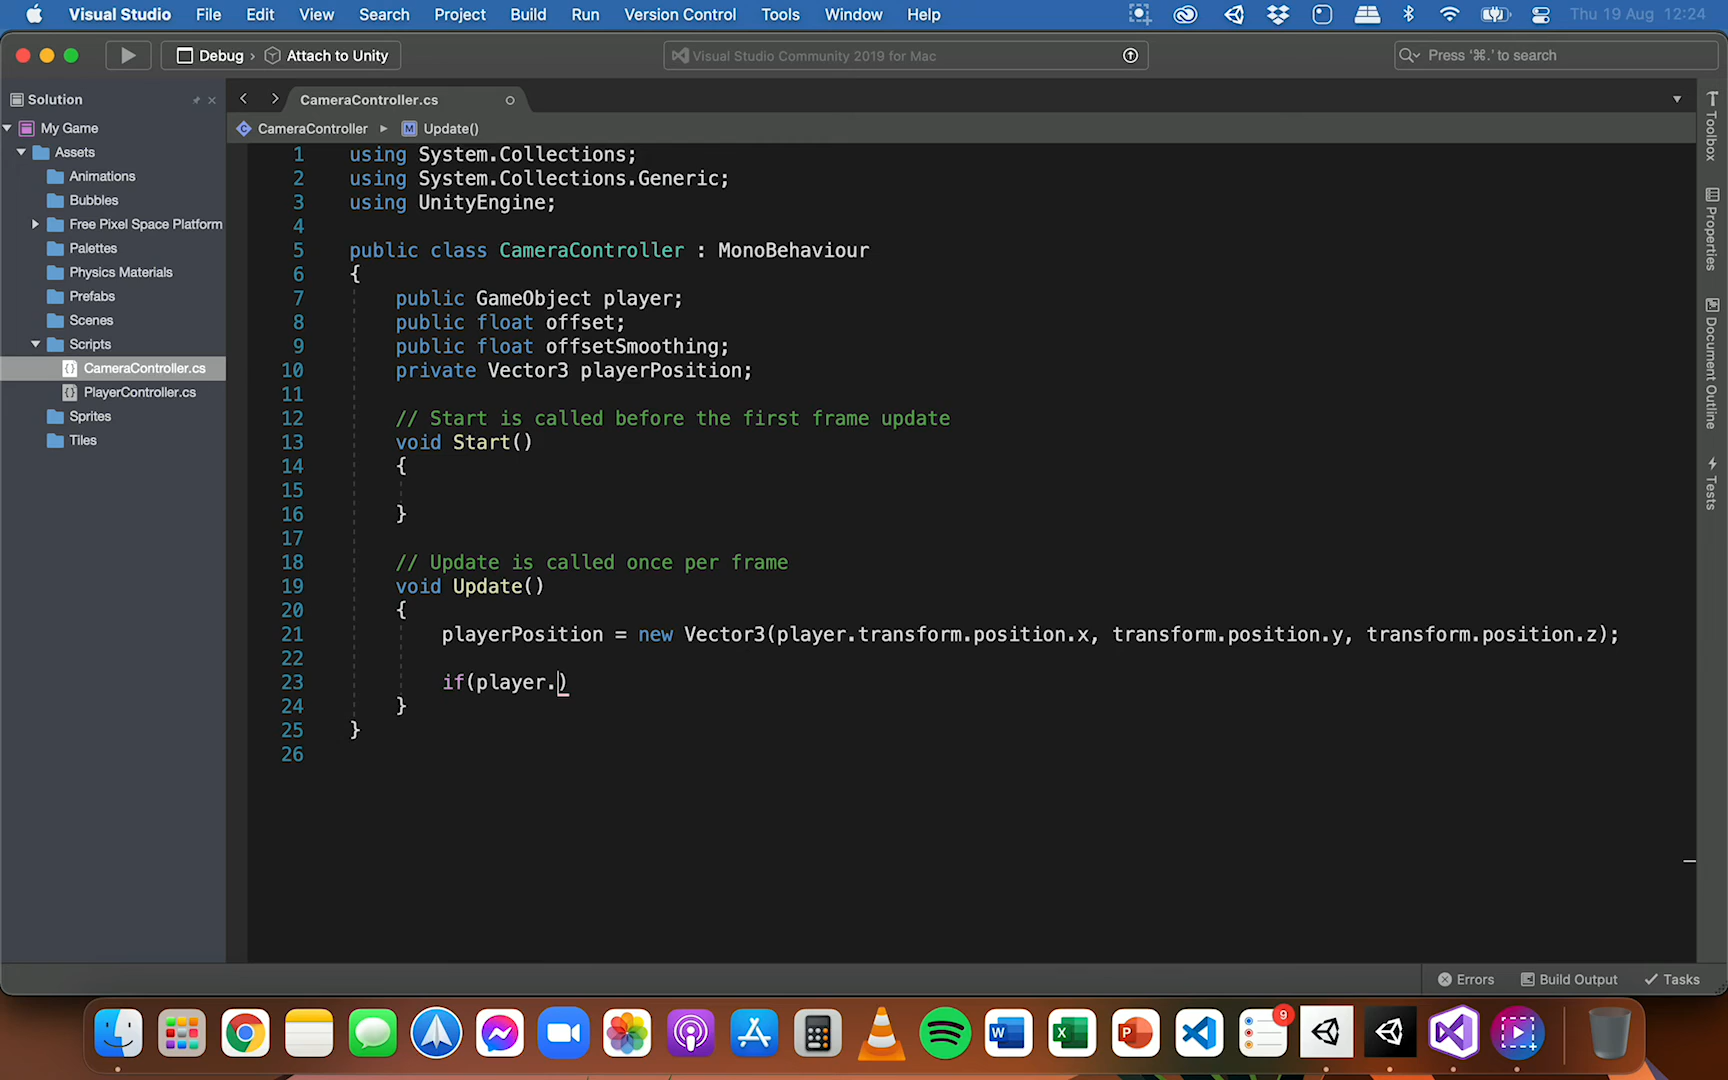 Visual Studio File Edit View Search Project Build Run Version Control Tools Window Help Thu 19 Aug 12:24
Debug › Attach to Unity Visual Studio Community 2019 for Mac Press '⌘.' to search
Solution
CameraController.cs
My Game
CameraController ▸ M Update()
Assets
Animations
Bubbles
Free Pixel Space Platform
Palettes
Physics Materials
Prefabs
Scenes
Scripts
CameraController.cs
PlayerController.cs
Sprites
Tiles
1 using System.Collections;
2 using System.Collections.Generic;
3 using UnityEngine;
4
5 public class CameraController : MonoBehaviour
6 {
7 public GameObject player;
8 public float offset;
9 public float offsetSmoothing;
10 private Vector3 playerPosition;
11
12 // Start is called before the first frame update
13 void Start()
14 {
15
16 }
17
18 // Update is called once per frame
19 void Update()
20 {
21 playerPosition = new Vector3(player.transform.position.x, transform.position.y, transform.position.z);
22
23 if(player.)
24 }
25 }
26
Toolbox
Properties
Document Outline
Tests
Errors Build Output Tasks
W X P 9